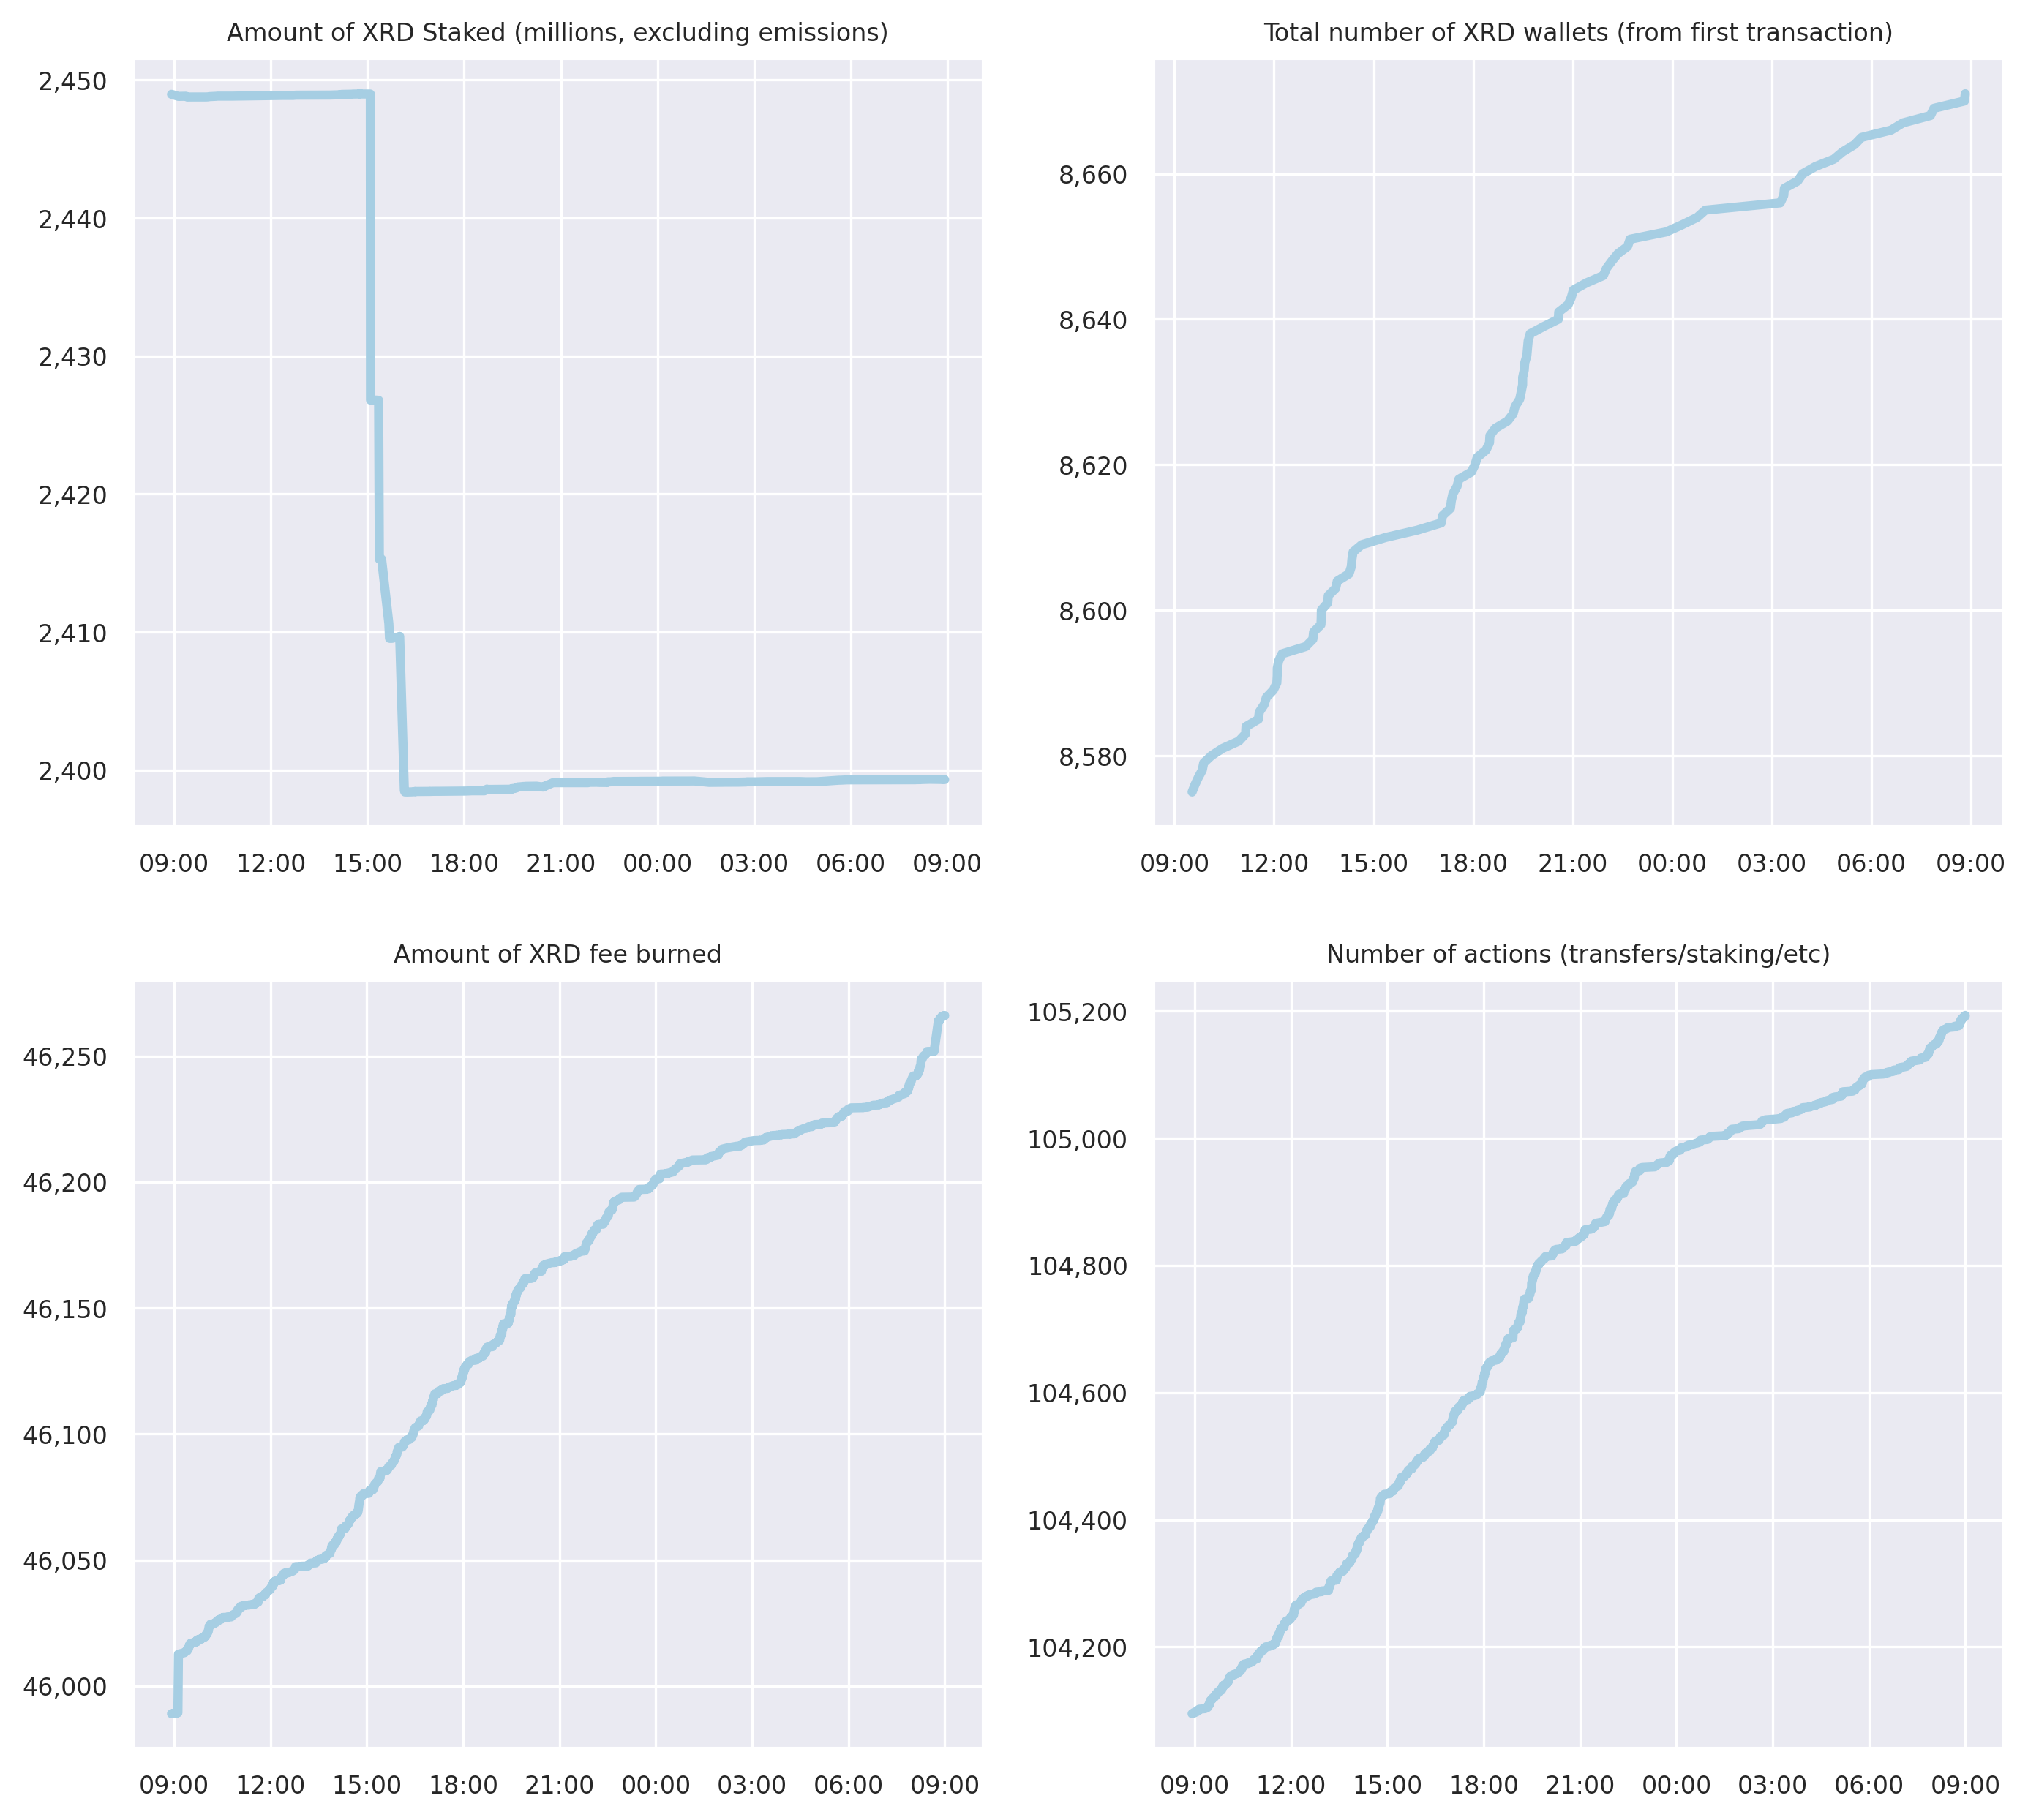 Amount of XRD Staked (millions, excluding emissions)
2,450
2,440
2,430
2,420
2,410
2,400
09:00 12:00 15:00 18:00 21:00 00:00 03:00 06:00 09:00
Total number of XRD wallets (from first transaction)
8,660
8,640
8,620
8,600
8,580
09:00 12:00 15:00 18:00 21:00 00:00 03:00 06:00 09:00
Amount of XRD fee burned
46,250
46,200
46,150
46,100
46,050
46,000
09:00 12:00 15:00 18:00 21:00 00:00 03:00 06:00 09:00
Number of actions (transfers/staking/etc)
105,200
105,000
104,800
104,600
104,400
104,200
09:00 12:00 15:00 18:00 21:00 00:00 03:00 06:00 09:00